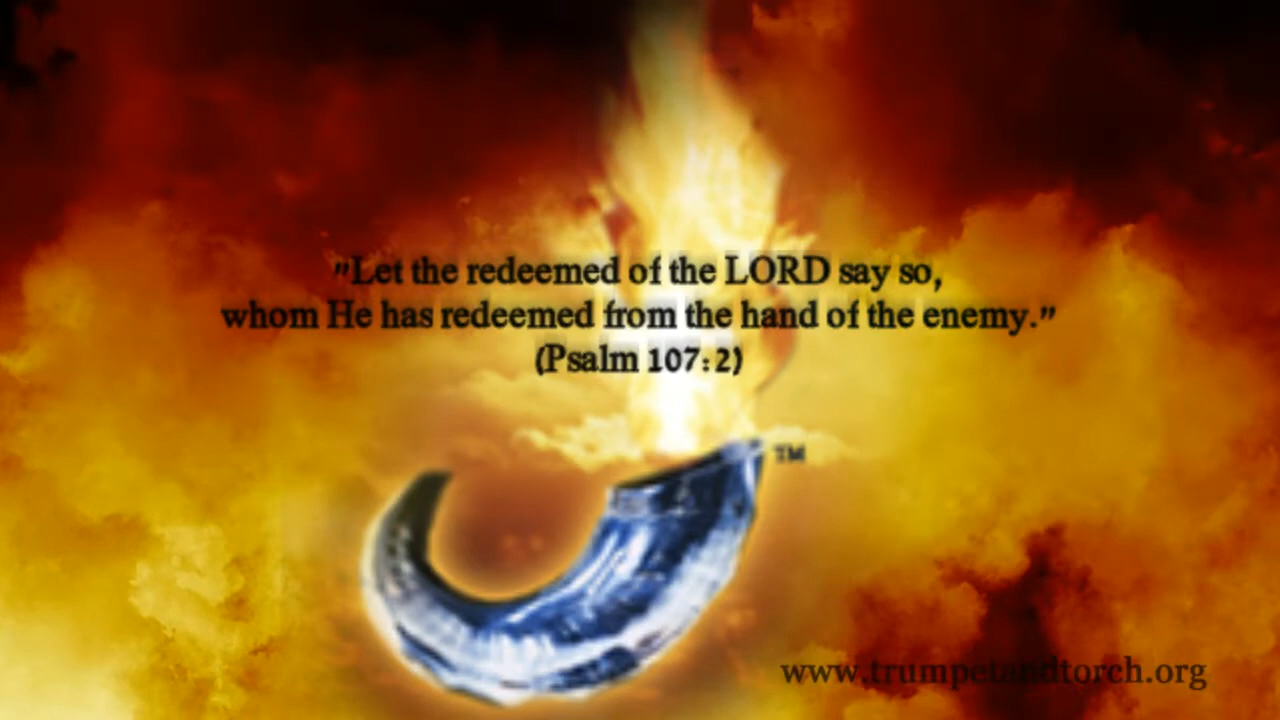 "Let the redeemed of the LORD say so,
whom He has redeemed from the hand of the enemy."
(Psalm 107:2)
TM
www.trumpetandtorch.org